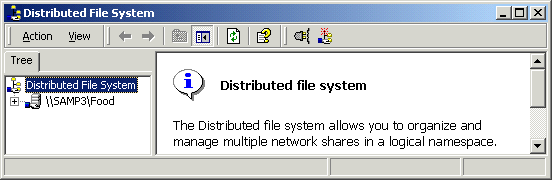 Distributed File System
Action View
Tree
Distributed File System
\\SAMP3\Food
Distributed file system
The Distributed file system allows you to organize and
manage multiple network shares in a logical namespace.